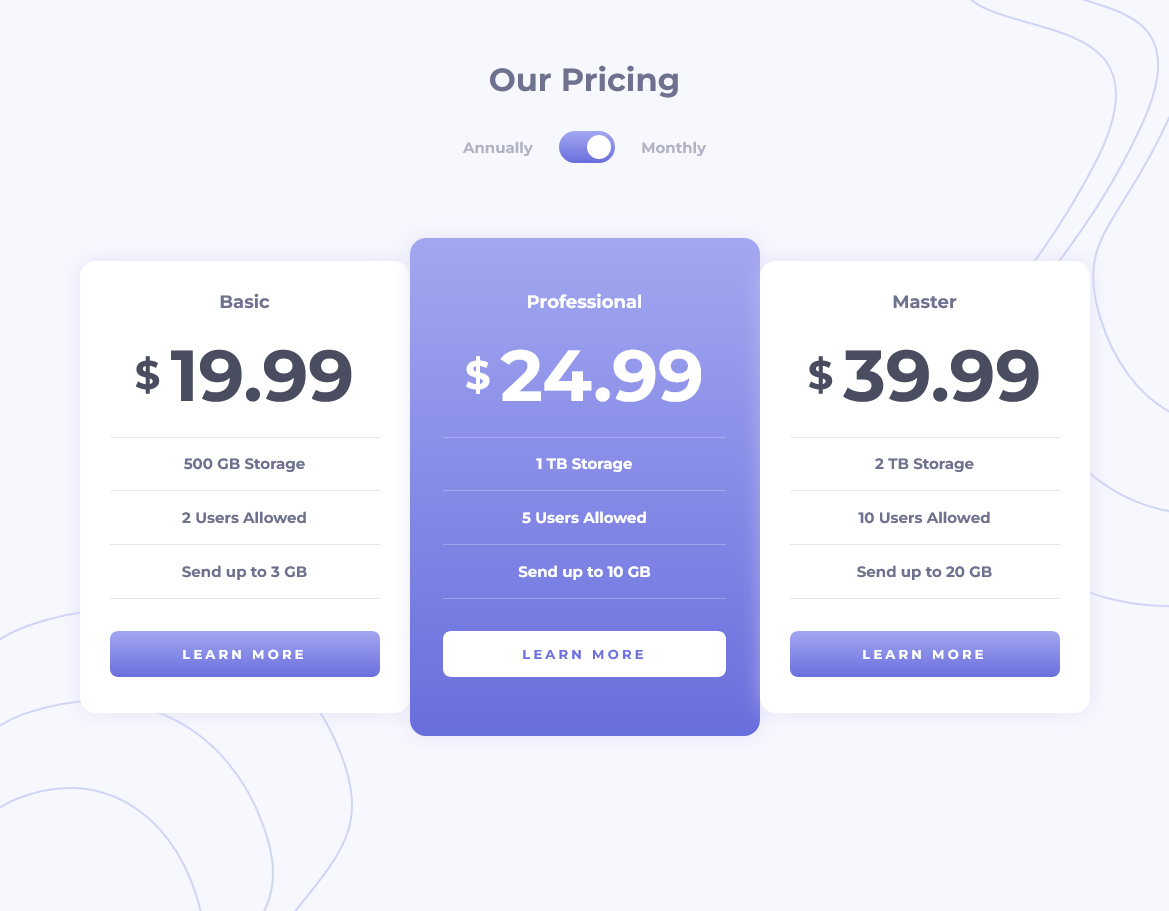 Our Pricing
Annually
Monthly
Basic
$ 19.99
500 GB Storage
2 Users Allowed
Send up to 3 GB
LEARN MORE
Professional
$ 24.99
1 TB Storage
5 Users Allowed
Send up to 10 GB
LEARN MORE
Master
$ 39.99
2 TB Storage
10 Users Allowed
Send up to 20 GB
LEARN MORE